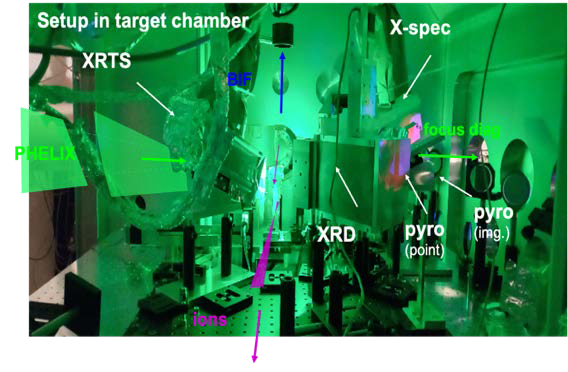 Setup in target chamber
X-spec
XRTS
BIF
focus diag
PHELIX
pyro
(img.)
pyro
(point)
XRD
ions